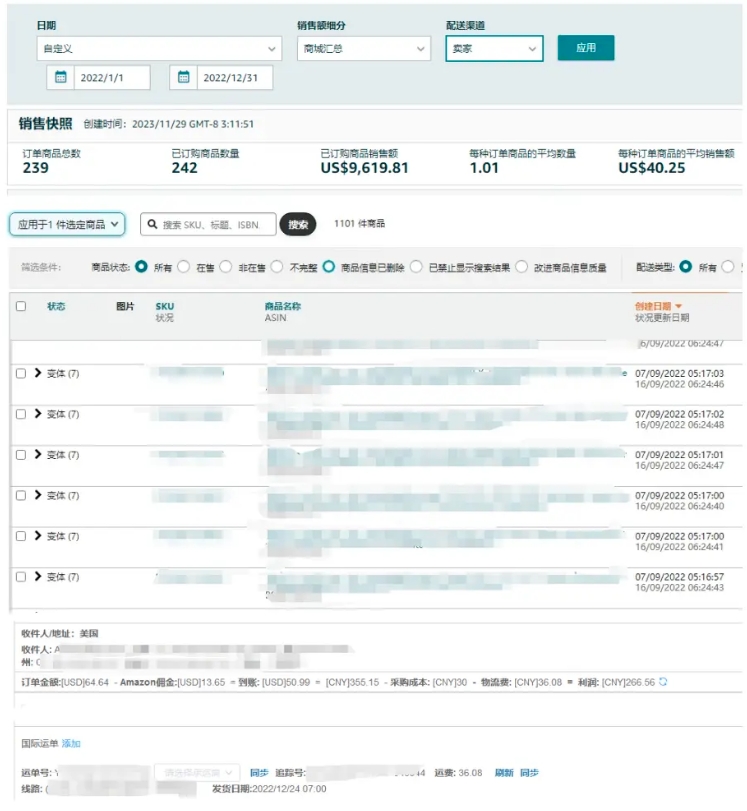 日期
销售额细分
配送渠道
自定义
商城汇总
卖家
应用
2022/1/1
2022/12/31
销售快照 创建时间：2023/11/29 GMT-8 3:11:51
订单商品总数
已订购商品数量
已订购商品销售额
每种订单商品的平均数量
每种订单商品的平均销售额
239
242
US$9,619.81
1.01
US$40.25
应用于1 件选定商品
搜索 SKU、标题、ISBN
搜索
1101 件商品
筛选条件：
商品状态：
所有
在售
非在售
不完整
商品信息已删除
已禁止显示搜索结果
改进商品信息质量
配送类型：
所有
状态
图片
SKU
状况
商品名称
ASIN
创建日期
状况更新日期
16/09/2022 06:24:47
变体 (7)
07/09/2022 05:17:03
16/09/2022 06:24:46
变体 (7)
07/09/2022 05:17:02
16/09/2022 06:24:48
变体 (7)
07/09/2022 05:17:01
16/09/2022 06:24:47
变体 (7)
07/09/2022 05:17:00
16/09/2022 06:24:40
变体 (7)
07/09/2022 05:17:00
16/09/2022 06:24:41
变体 (7)
07/09/2022 05:16:57
16/09/2022 06:24:43
收件人/地址： 美国
收件人： A
州：
订单金额:[USD]64.64 - Amazon佣金:[USD]13.65 = 到账: [USD]50.99 = [CNY]355.15 - 采购成本: [CNY]30 - 物流费: [CNY]36.08 = 利润: [CNY]266.56
国际运单 添加
运单号: Y
同步 追踪号:
运费: 36.08 刷新 同步
线路: (
发货日期:2022/12/24 07:00